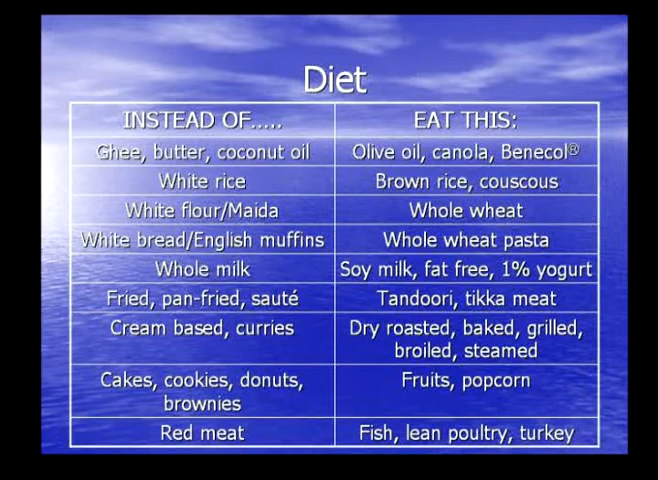 Diet
INSTEAD OF..... EAT THIS:
Ghee, butter, coconut oil Olive oil, canola, Benecol®
White rice Brown rice, couscous
White flour/Maida Whole wheat
White bread/English muffins Whole wheat pasta
Whole milk Soy milk, fat free, 1% yogurt
Fried, pan-fried, sauté Tandoori, tikka meat
Cream based, curries Dry roasted, baked, grilled,
broiled, steamed
Cakes, cookies, donuts, Fruits, popcorn
brownies
Red meat Fish, lean poultry, turkey